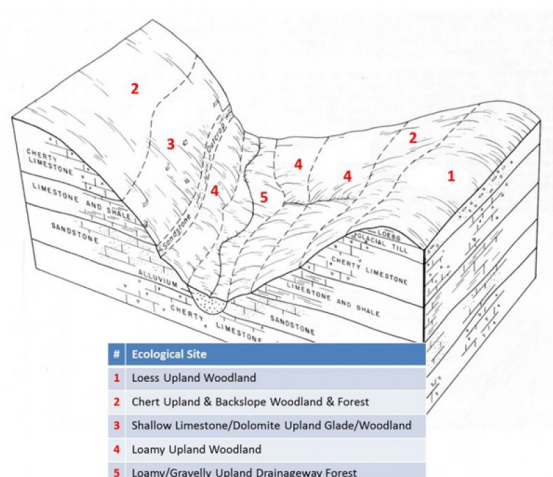 2
3
4
5
4
4
2
1
Sandstone
Sandstone
CHERTY
LIMESTONE
LIMESTONE AND SHALE
SANDSTONE
ALLUVIUM
CHERTY LIMESTONE
LOESS
GLACIAL TILL
CHERTY LIMESTONE
LIMESTONE AND SHALE
SANDSTONE
# Ecological Site
1 Loess Upland Woodland
2 Chert Upland & Backslope Woodland & Forest
3 Shallow Limestone/Dolomite Upland Glade/Woodland
4 Loamy Upland Woodland
5 Loamy/Gravelly Upland Drainageway Forest